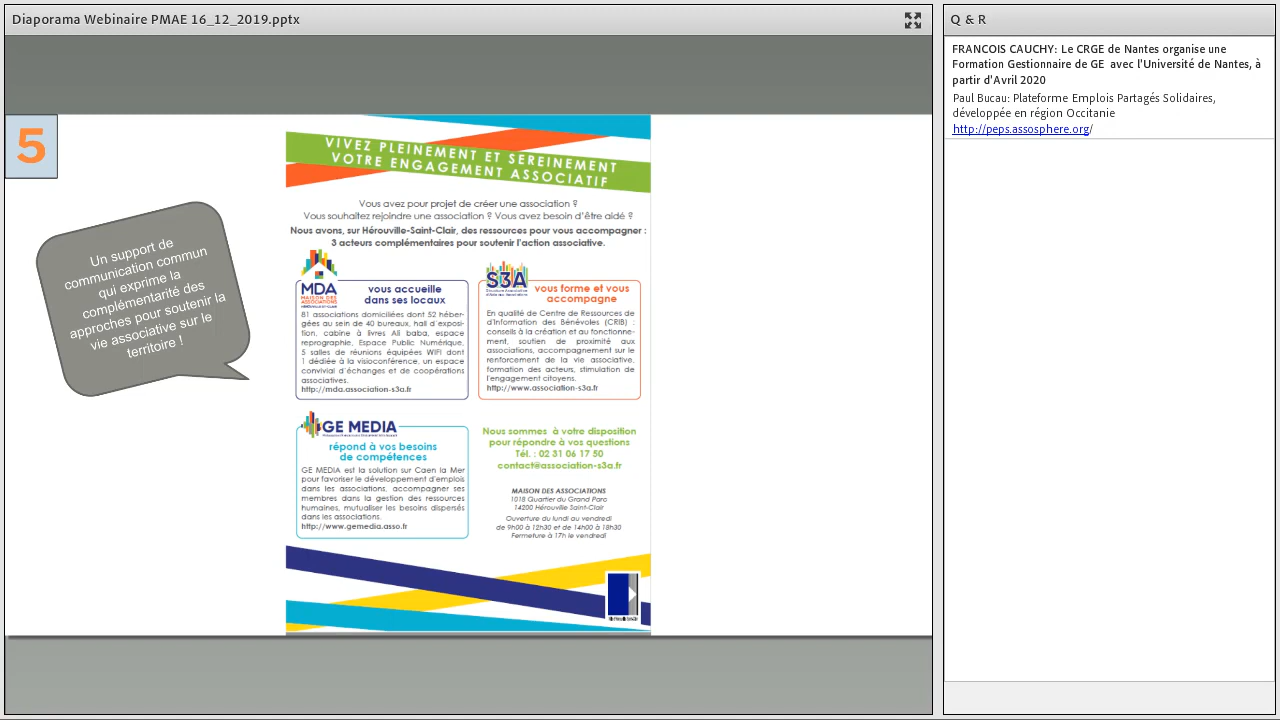 Diaporama Webinaire PMAE 16_12_2019.pptx
5
Un support de
communication commun
qui exprime la
complémentarité des
approches pour soutenir la
vie associative sur le
territoire !
VIVEZ PLEINEMENT ET SEREINEMENT
VOTRE ENGAGEMENT ASSOCIATIF
Vous avez pour projet de créer une association ?
Vous souhaitez rejoindre une association ? Vous avez besoin d'être aidé ?
Nous avons, sur Hérouville-Saint-Clair, des ressources pour vous accompagner :
3 acteurs complémentaires pour soutenir l'action associative.
MDA
MAISON DES
ASSOCIATIONS
vous accueille
dans ses locaux
81 associations domiciliées dont 52 héber-
gées au sein de 40 bureaux, hall d'exposi-
tion, cabine à livres Ali baba, espace
reprographie, Espace Public Numérique,
5 salles de réunions équipées WIFI dont
1 dédiée à la visioconférence, un espace
convivial d'échanges et de coopérations
associatives.
http://mda.association-s3a.fr
S3A
vous forme et vous
accompagne
En qualité de Centre de Ressources de
d'Information des Bénévoles (CRIB) :
conseils à la création et au fonctionne-
ment, soutien de proximité aux
associations, accompagnement sur le
renforcement de la vie associative,
formation des acteurs, stimulation de
l'engagement citoyens.
http://www.association-s3a.fr
GE MEDIA
répond à vos besoins
de compétences
GE MEDIA est la solution sur Caen la Mer
pour favoriser le développement d'emplois
dans les associations, accompagner ses
membres dans la gestion des ressources
humaines, mutualiser les besoins dispersés
dans les associations.
http://www.gemedia.asso.fr
Nous sommes à votre disposition
pour répondre à vos questions
Tél. : 02 31 06 17 50
contact@association-s3a.fr
MAISON DES ASSOCIATIONS
1018 Quartier du Grand Parc
14200 Hérouville Saint-Clair
Ouverture du lundi au vendredi
de 9h00 à 12h30 et de 14h00 à 18h30
Fermeture à 17h le vendredi
Q & R
FRANCOIS CAUCHY: Le CRGE de Nantes organise une
Formation Gestionnaire de GE avec l'Université de Nantes, à
partir d'Avril 2020
Paul Bucau: Plateforme Emplois Partagés Solidaires,
développée en région Occitanie
http://peps.assosphere.org/